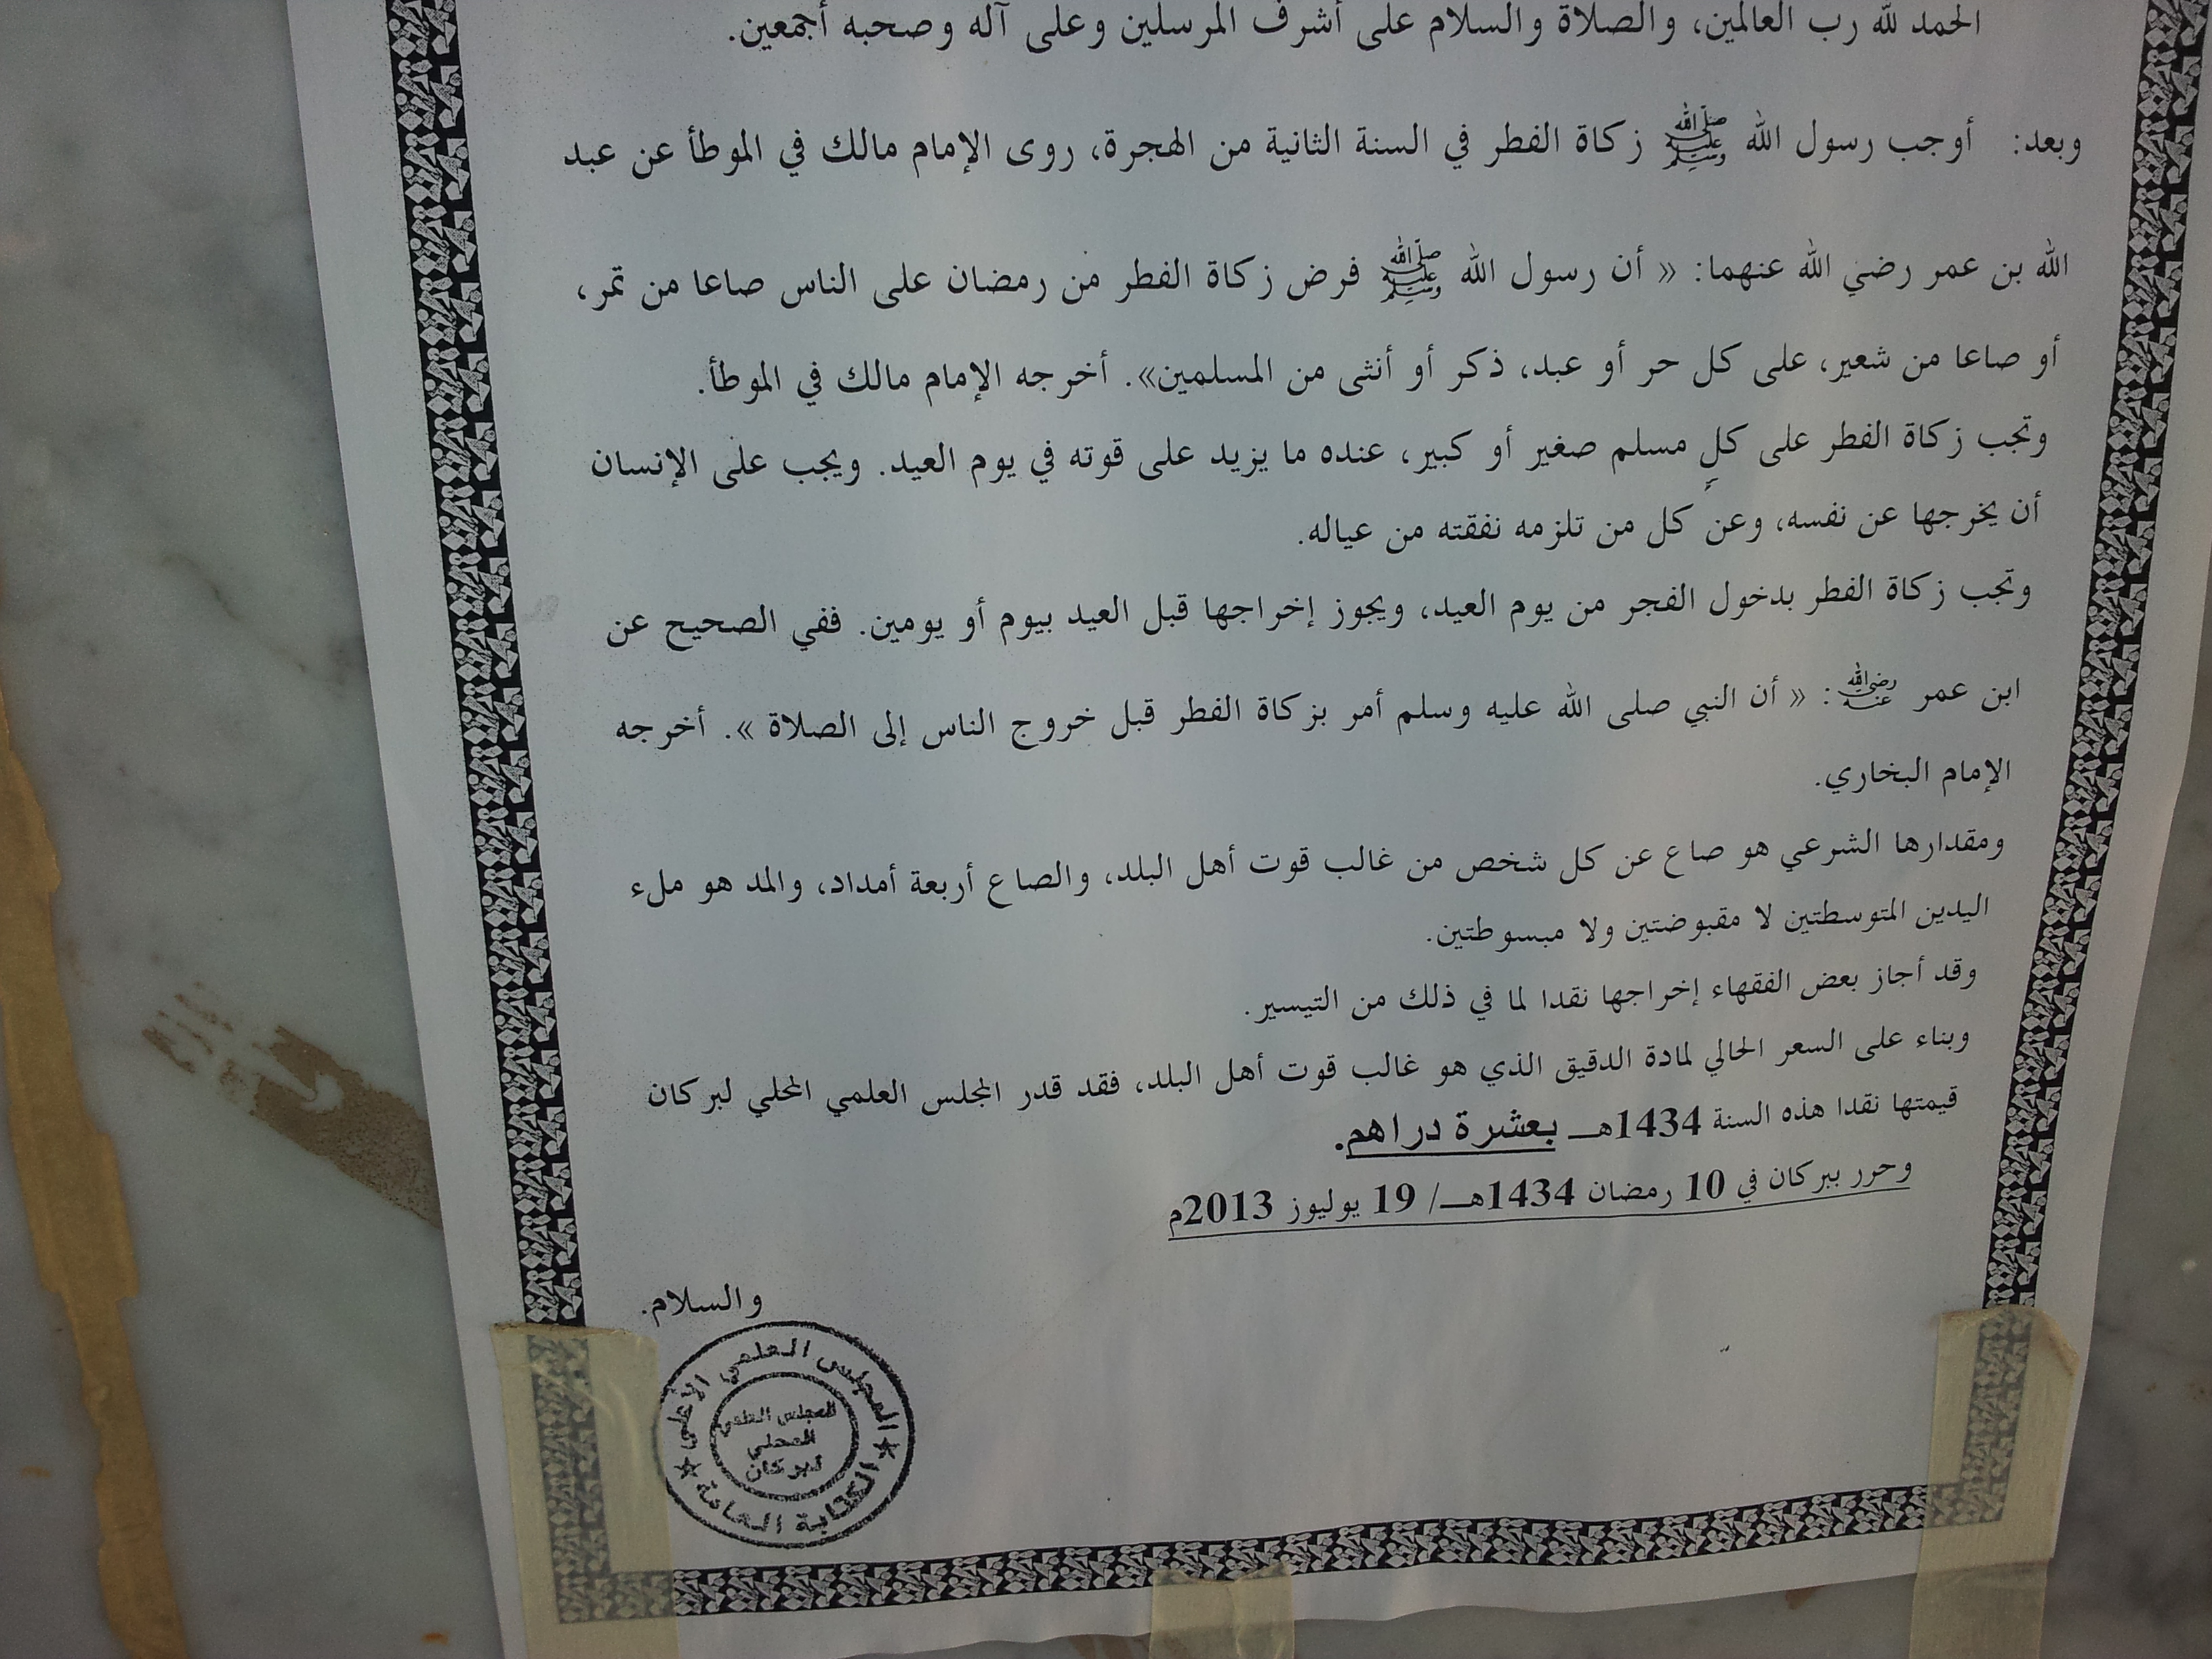 الحمد لله رب العالمين، والصلاة والسلام على أشرف المرسلين وعلى آله وصحبه أجمعين.
وبعد: أوجب رسول الله ﷺ زكاة الفطر في السنة الثانية من الهجرة، روى الإمام مالك في الموطأ عن عبد
الله بن عمر رضي الله عنهما: « أن رسول الله ﷺ فرض زكاة الفطر من رمضان على الناس صاعا من تمر،
أو صاعا من شعير، على كل حر أو عبد، ذكر أو أنثى من المسلمين». أخرجه الإمام مالك في الموطأ.
وتجب زكاة الفطر على كلِ مسلم صغير أو كبير، عنده ما يزيد على قوته في يوم العيد. ويجب على الإنسان
أن يخرجها عن نفسه، وعن كل من تلزمه نفقته من عياله.
وتجب زكاة الفطر بدخول الفجر من يوم العيد، ويجوز إخراجها قبل العيد بيوم أو يومين. ففي الصحيح عن
ابن عمر رضي الله عنه: « أن النبي صلى الله عليه وسلم أمر بزكاة الفطر قبل خروج الناس إلى الصلاة ». أخرجه
الإمام البخاري.
ومقدارها الشرعي هو صاع عن كل شخص من غالب قوت أهل البلد، والصاع أربعة أمداد، والمد هو ملء
اليدين المتوسطتين لا مقبوضتين ولا مبسوطتين.
وقد أجاز بعض الفقهاء إخراجها نقدا لما في ذلك من التيسير.
وبناء على السعر الحالي لمادة الدقيق الذي هو غالب قوت أهل البلد، فقد قدر المجلس العلمي المحلي لبركان
قيمتها نقدا هذه السنة 1434هـ بعشرة دراهم.
وحرر ببركان في 10 رمضان 1434هـ/ 19 يوليوز 2013م
والسلام.
المجلس العلمي الأعلى
المجلس العلمي
المحلي
لبركان
الكتابة العامة